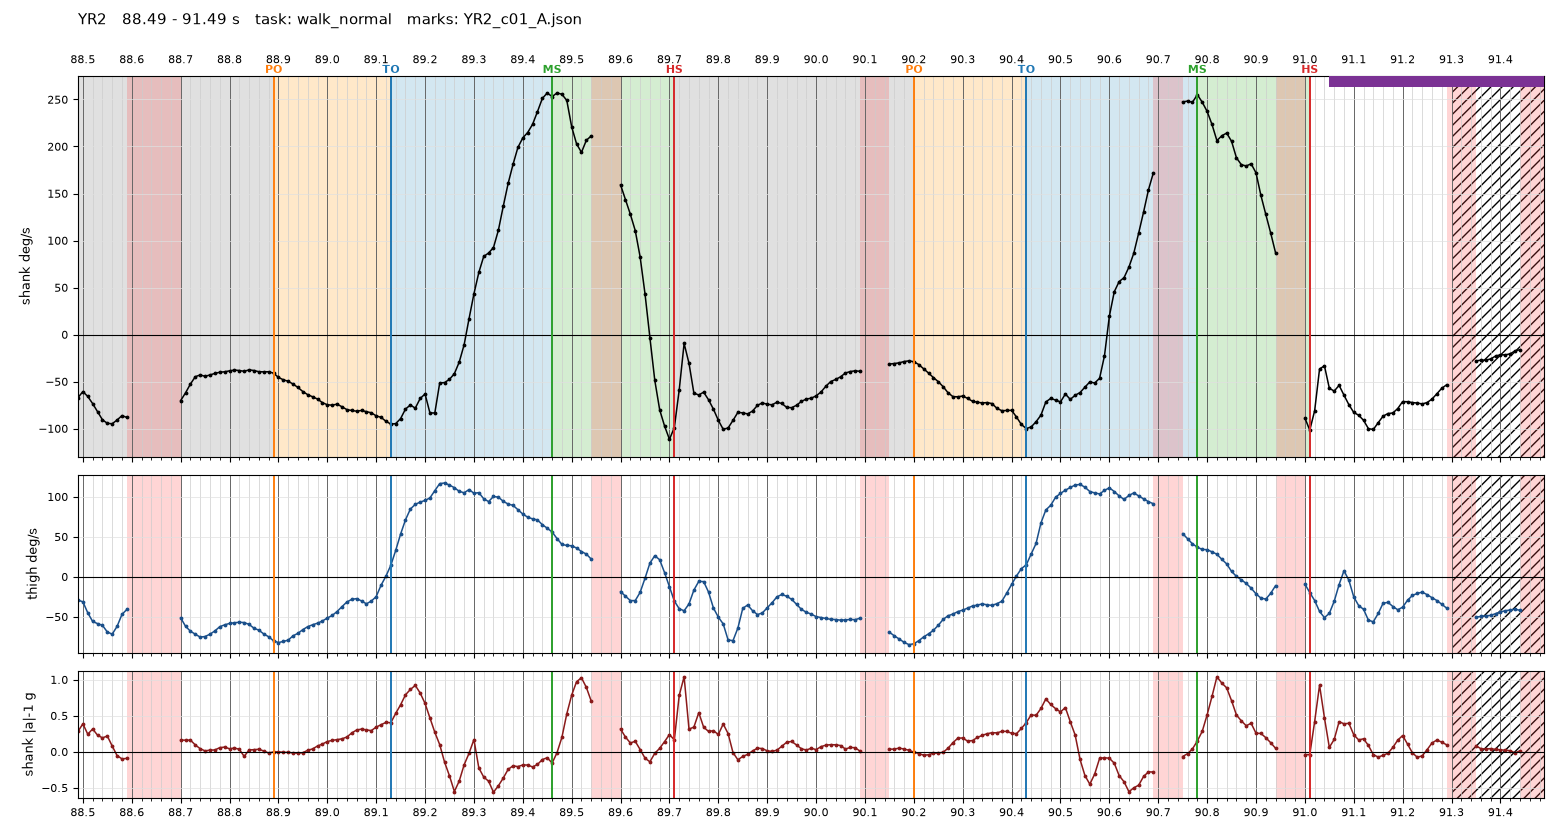 YR2   88.49 - 91.49 s   task: walk_normal   marks: YR2_c01_A.json
88.5 88.6 88.7 88.8 88.9 89.0 89.1 89.2 89.3 89.4 89.5 89.6 89.7 89.8 89.9 90.0 90.1 90.2 90.3 90.4 90.5 90.6 90.7 90.8 90.9 91.0 91.1 91.2 91.3 91.4
PO TO MS HS PO TO MS HS
250
200
150
100
50
0
−50
−100
shank deg/s
100
50
0
−50
thigh deg/s
1.0
0.5
0.0
−0.5
shank |a|-1 g
88.5 88.6 88.7 88.8 88.9 89.0 89.1 89.2 89.3 89.4 89.5 89.6 89.7 89.8 89.9 90.0 90.1 90.2 90.3 90.4 90.5 90.6 90.7 90.8 90.9 91.0 91.1 91.2 91.3 91.4